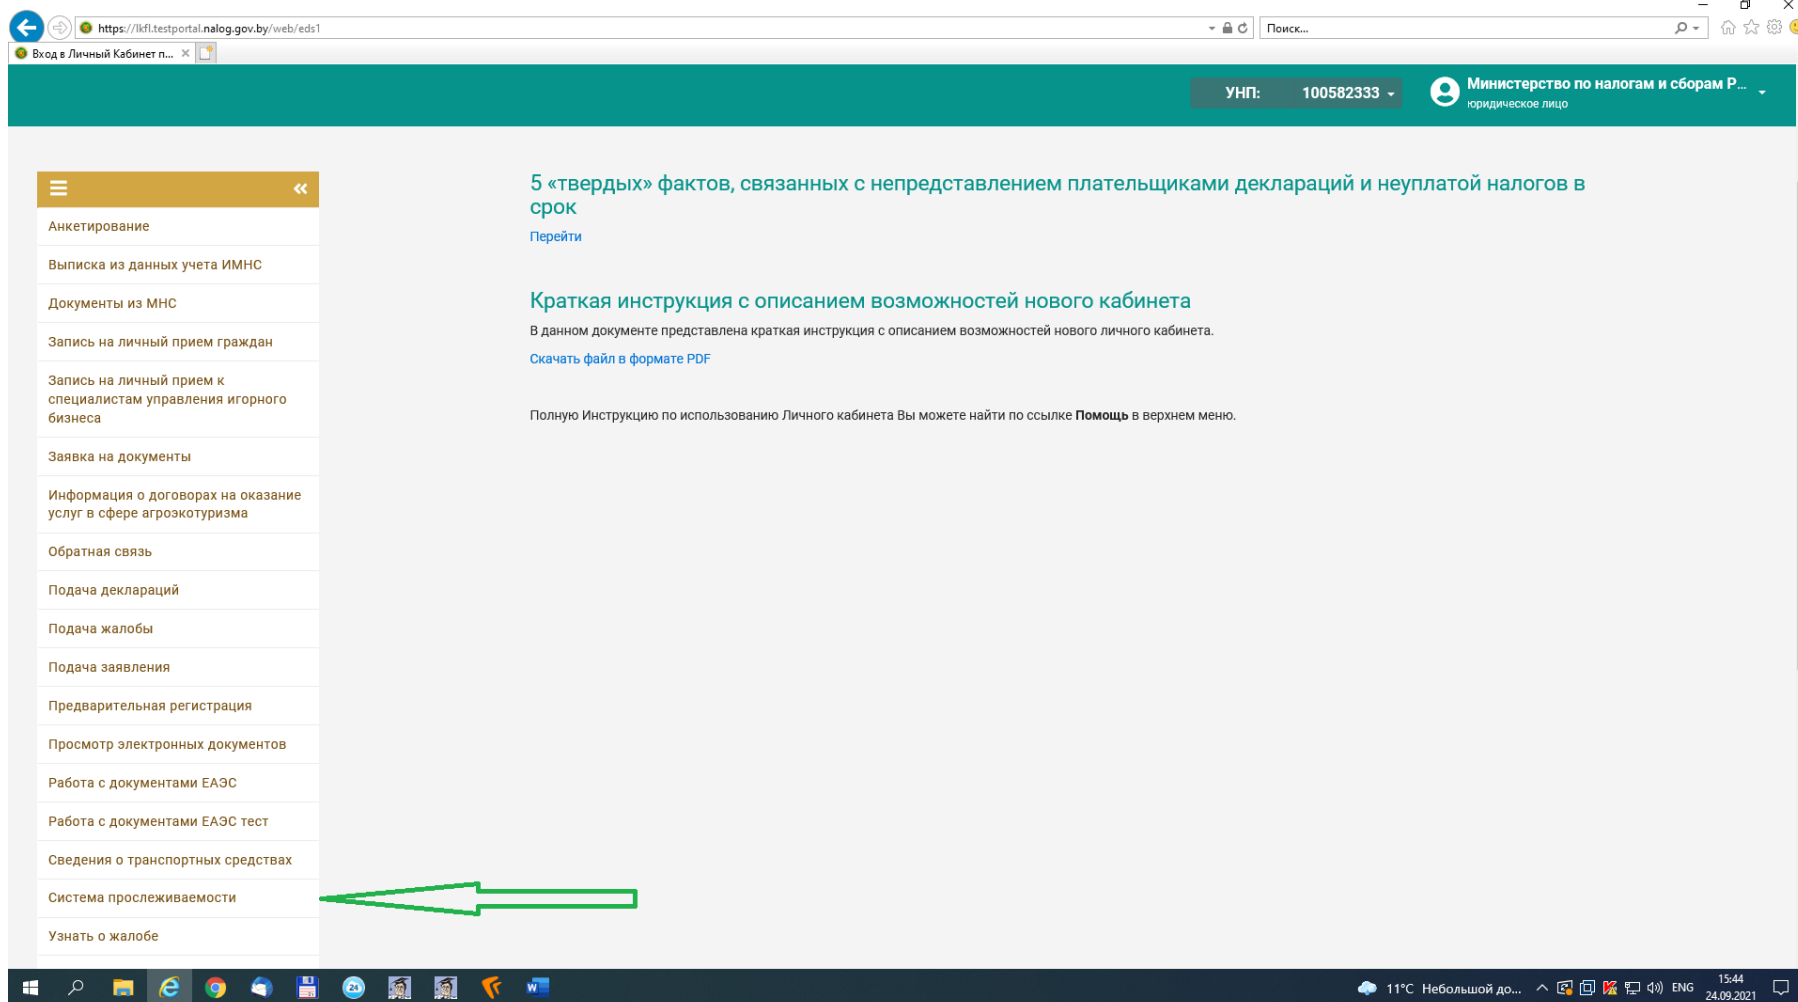 https://lkfl.testportal.nalog.gov.by/web/eds1
Поиск...
Вход в Личный Кабинет п...
УНП: 100582333
Министерство по налогам и сборам Р...
юридическое лицо
Анкетирование
Выписка из данных учета ИМНС
Документы из МНС
Запись на личный прием граждан
Запись на личный прием к
специалистам управления игорного
бизнеса
Заявка на документы
Информация о договорах на оказание
услуг в сфере агроэкотуризма
Обратная связь
Подача деклараций
Подача жалобы
Подача заявления
Предварительная регистрация
Просмотр электронных документов
Работа с документами ЕАЭС
Работа с документами ЕАЭС тест
Сведения о транспортных средствах
Система прослеживаемости
Узнать о жалобе
5 «твердых» фактов, связанных с непредставлением плательщиками деклараций и неуплатой налогов в
срок
Перейти
Краткая инструкция с описанием возможностей нового кабинета
В данном документе представлена краткая инструкция с описанием возможностей нового личного кабинета.
Скачать файл в формате PDF
Полную Инструкцию по использованию Личного кабинета Вы можете найти по ссылке Помощь в верхнем меню.
24
W
11°C Небольшой до...
ENG
15:44
24.09.2021